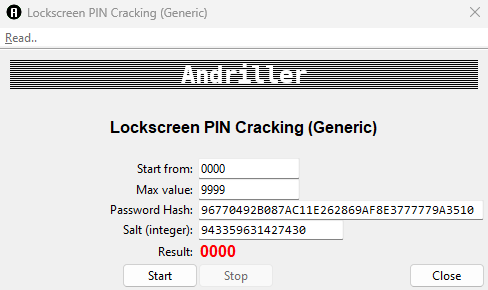 Lockscreen PIN Cracking (Generic)
Read..
Andriller
Lockscreen PIN Cracking (Generic)
Start from: 0000
Max value: 9999
Password Hash: 96770492B087AC11E262869AF8E3777779A3510
Salt (integer): 943359631427430
Result: 0000
Start Stop Close